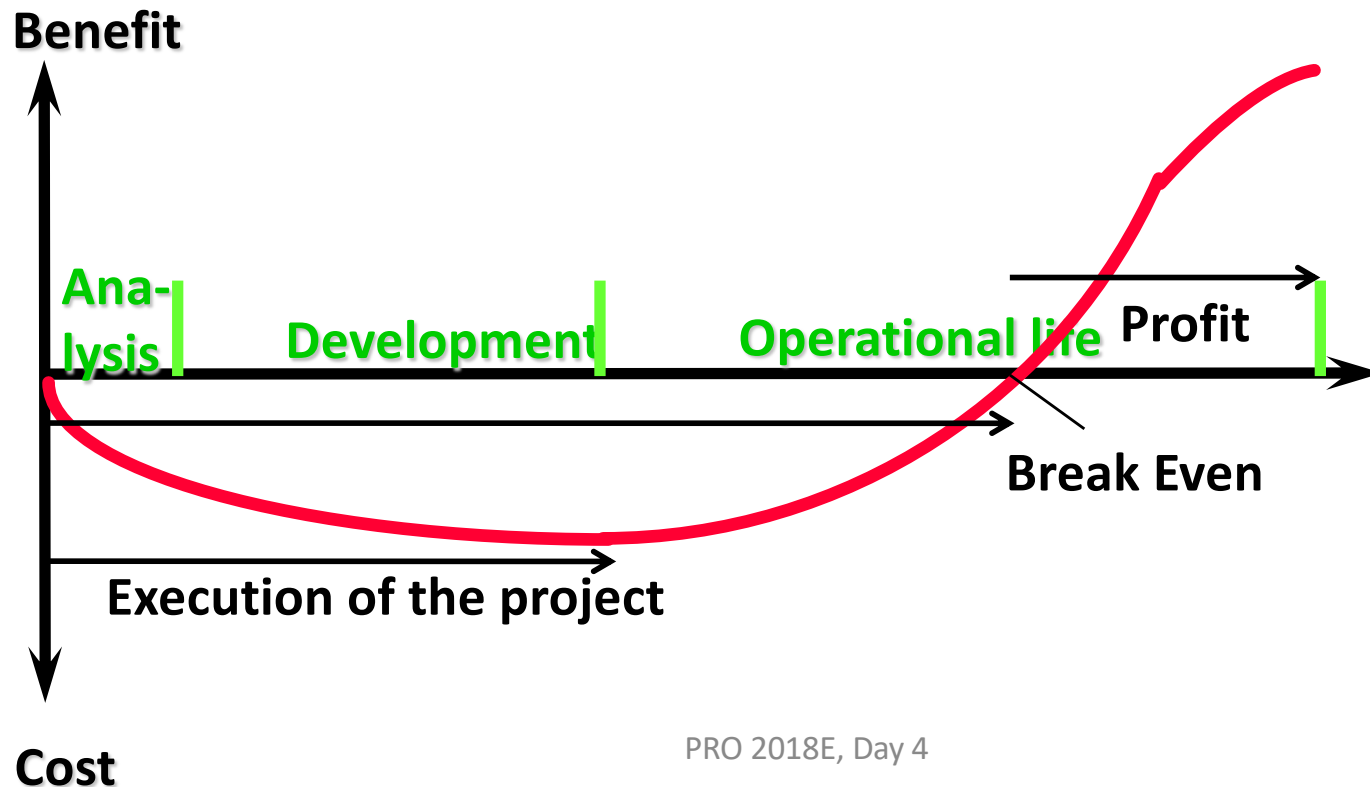 Benefit
Ana-
lysis
Development
Operational life
Profit
Break Even
Execution of the project
PRO 2018E, Day 4
Cost